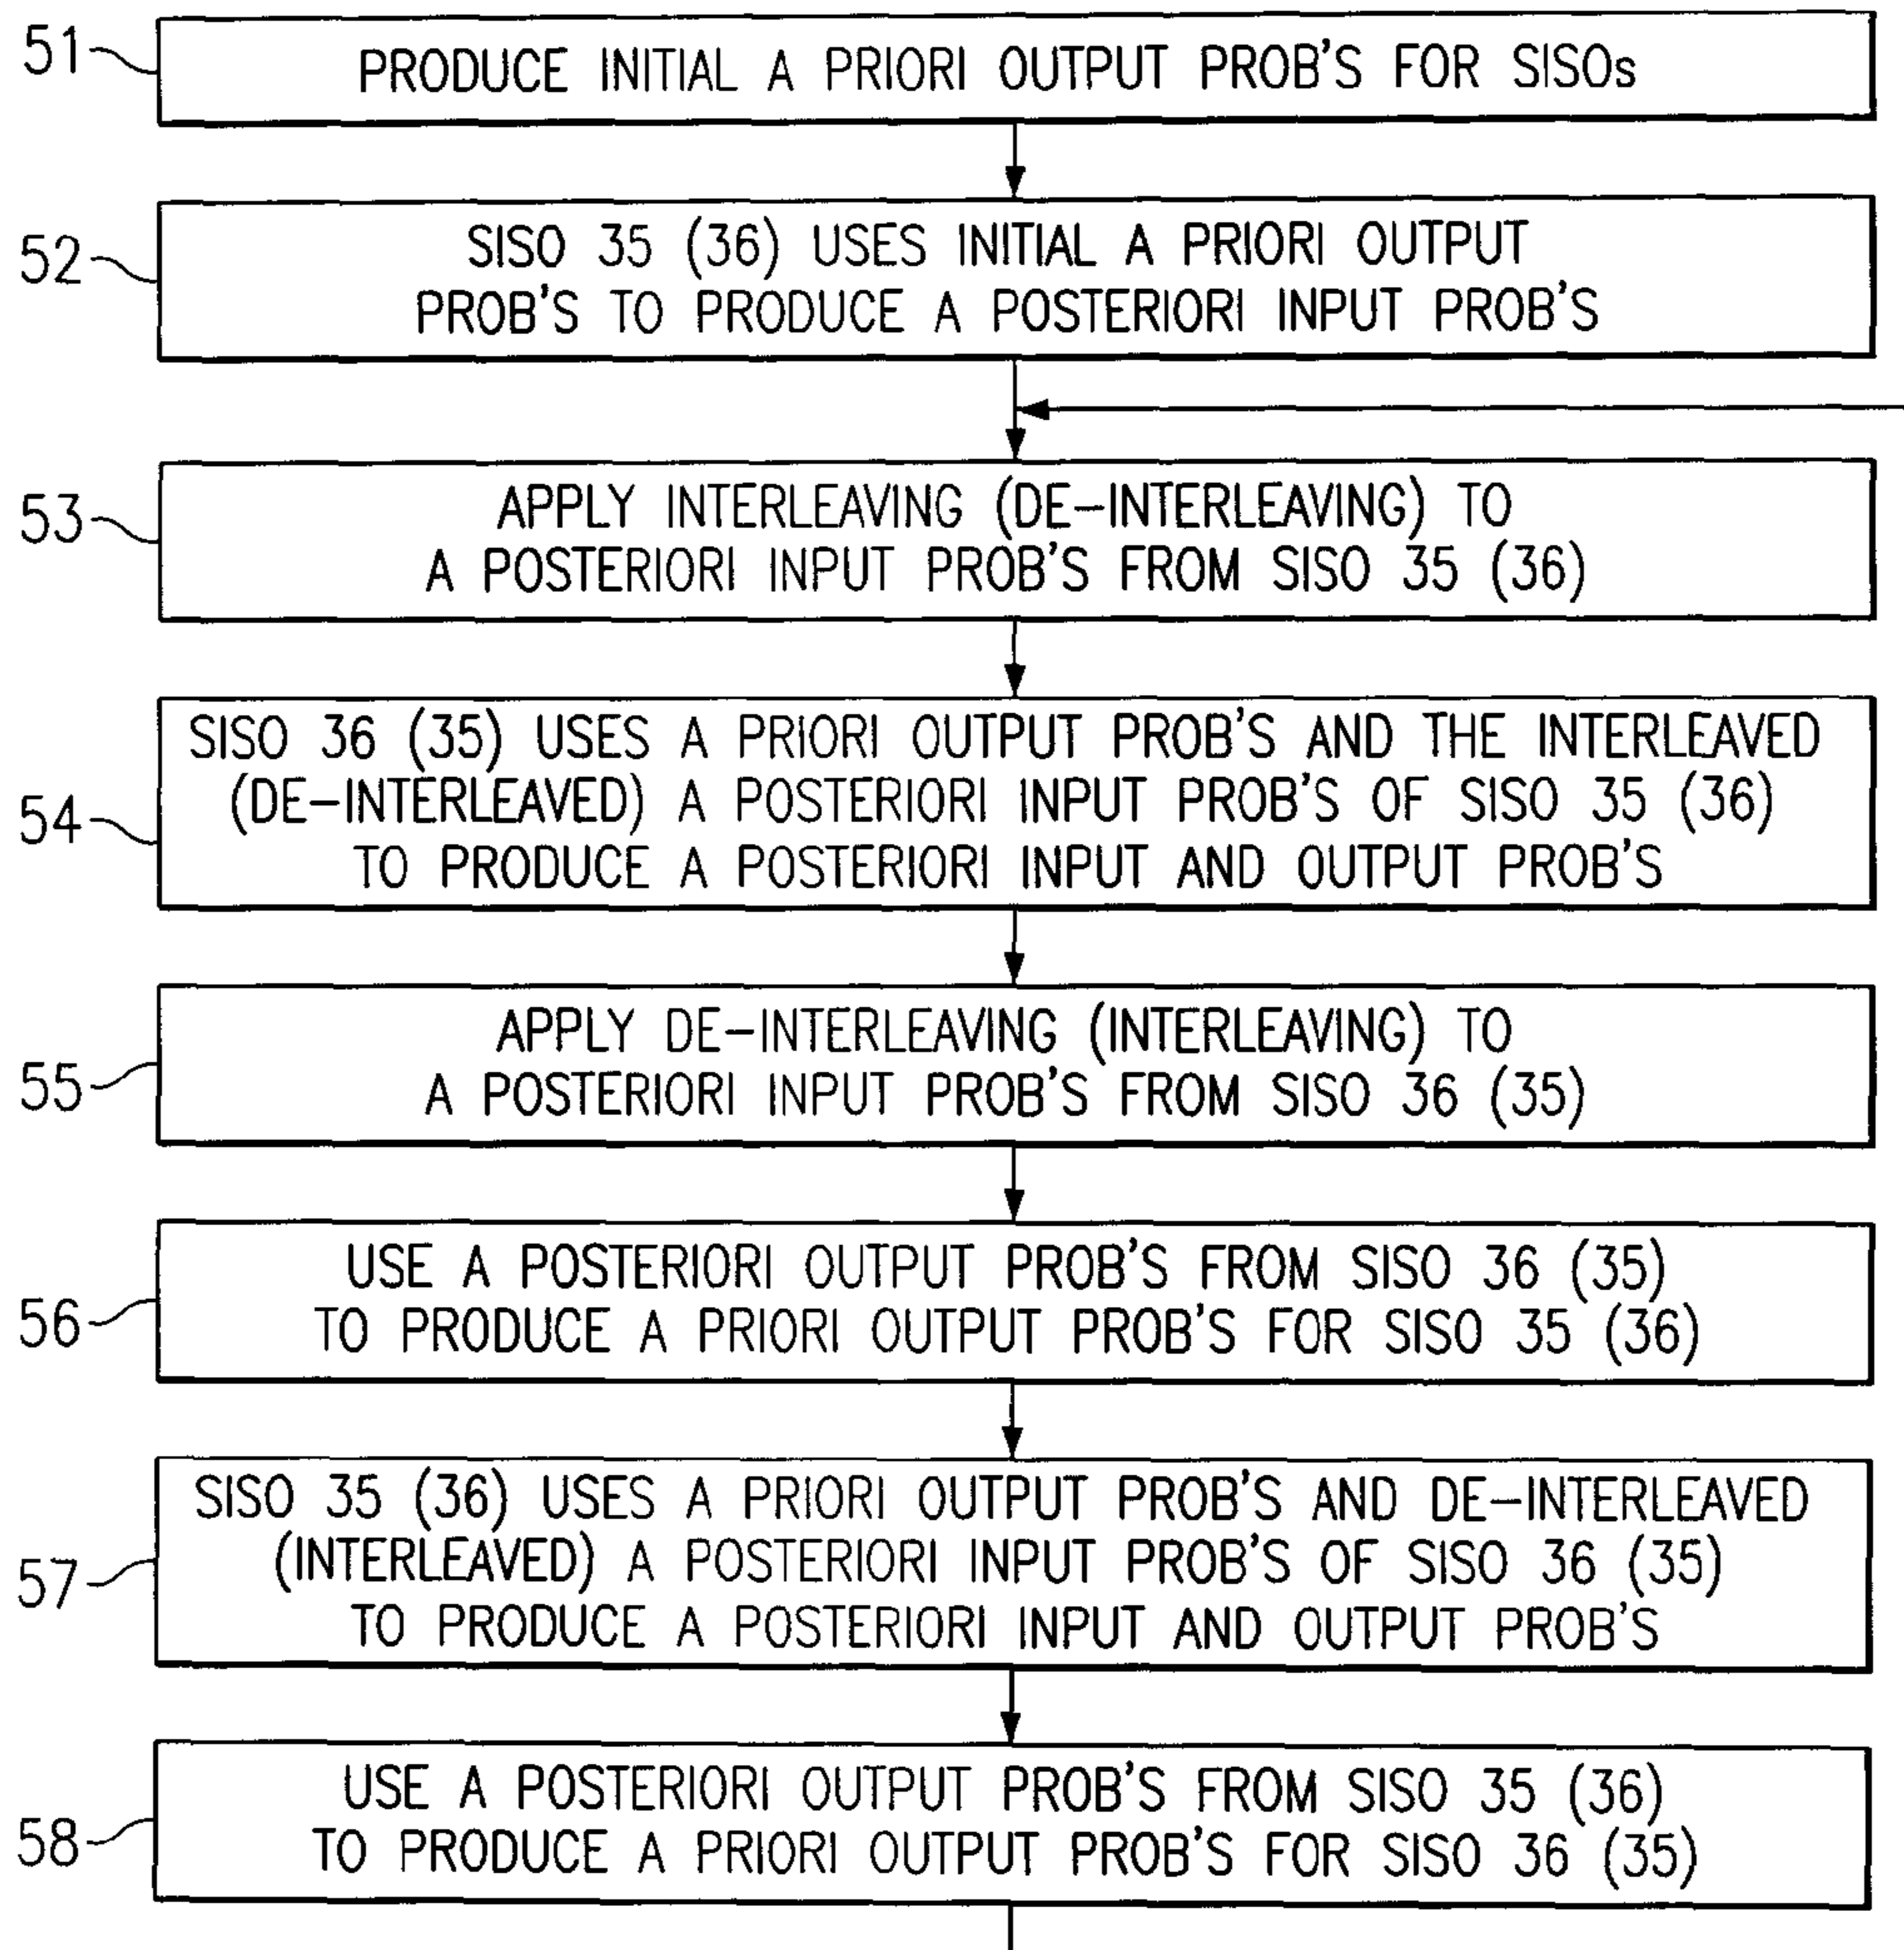 51
PRODUCE INITIAL A PRIORI OUTPUT PROB'S FOR SISOs
52
SISO 35 (36) USES INITIAL A PRIORI OUTPUT
PROB'S TO PRODUCE A POSTERIORI INPUT PROB'S
53
APPLY INTERLEAVING (DE-INTERLEAVING) TO
A POSTERIORI INPUT PROB'S FROM SISO 35 (36)
54
SISO 36 (35) USES A PRIORI OUTPUT PROB'S AND THE INTERLEAVED
(DE-INTERLEAVED) A POSTERIORI INPUT PROB'S OF SISO 35 (36)
TO PRODUCE A POSTERIORI INPUT AND OUTPUT PROB'S
55
APPLY DE-INTERLEAVING (INTERLEAVING) TO
A POSTERIORI INPUT PROB'S FROM SISO 36 (35)
56
USE A POSTERIORI OUTPUT PROB'S FROM SISO 36 (35)
TO PRODUCE A PRIORI OUTPUT PROB'S FOR SISO 35 (36)
57
SISO 35 (36) USES A PRIORI OUTPUT PROB'S AND DE-INTERLEAVED
(INTERLEAVED) A POSTERIORI INPUT PROB'S OF SISO 36 (35)
TO PRODUCE A POSTERIORI INPUT AND OUTPUT PROB'S
58
USE A POSTERIORI OUTPUT PROB'S FROM SISO 35 (36)
TO PRODUCE A PRIORI OUTPUT PROB'S FOR SISO 36 (35)